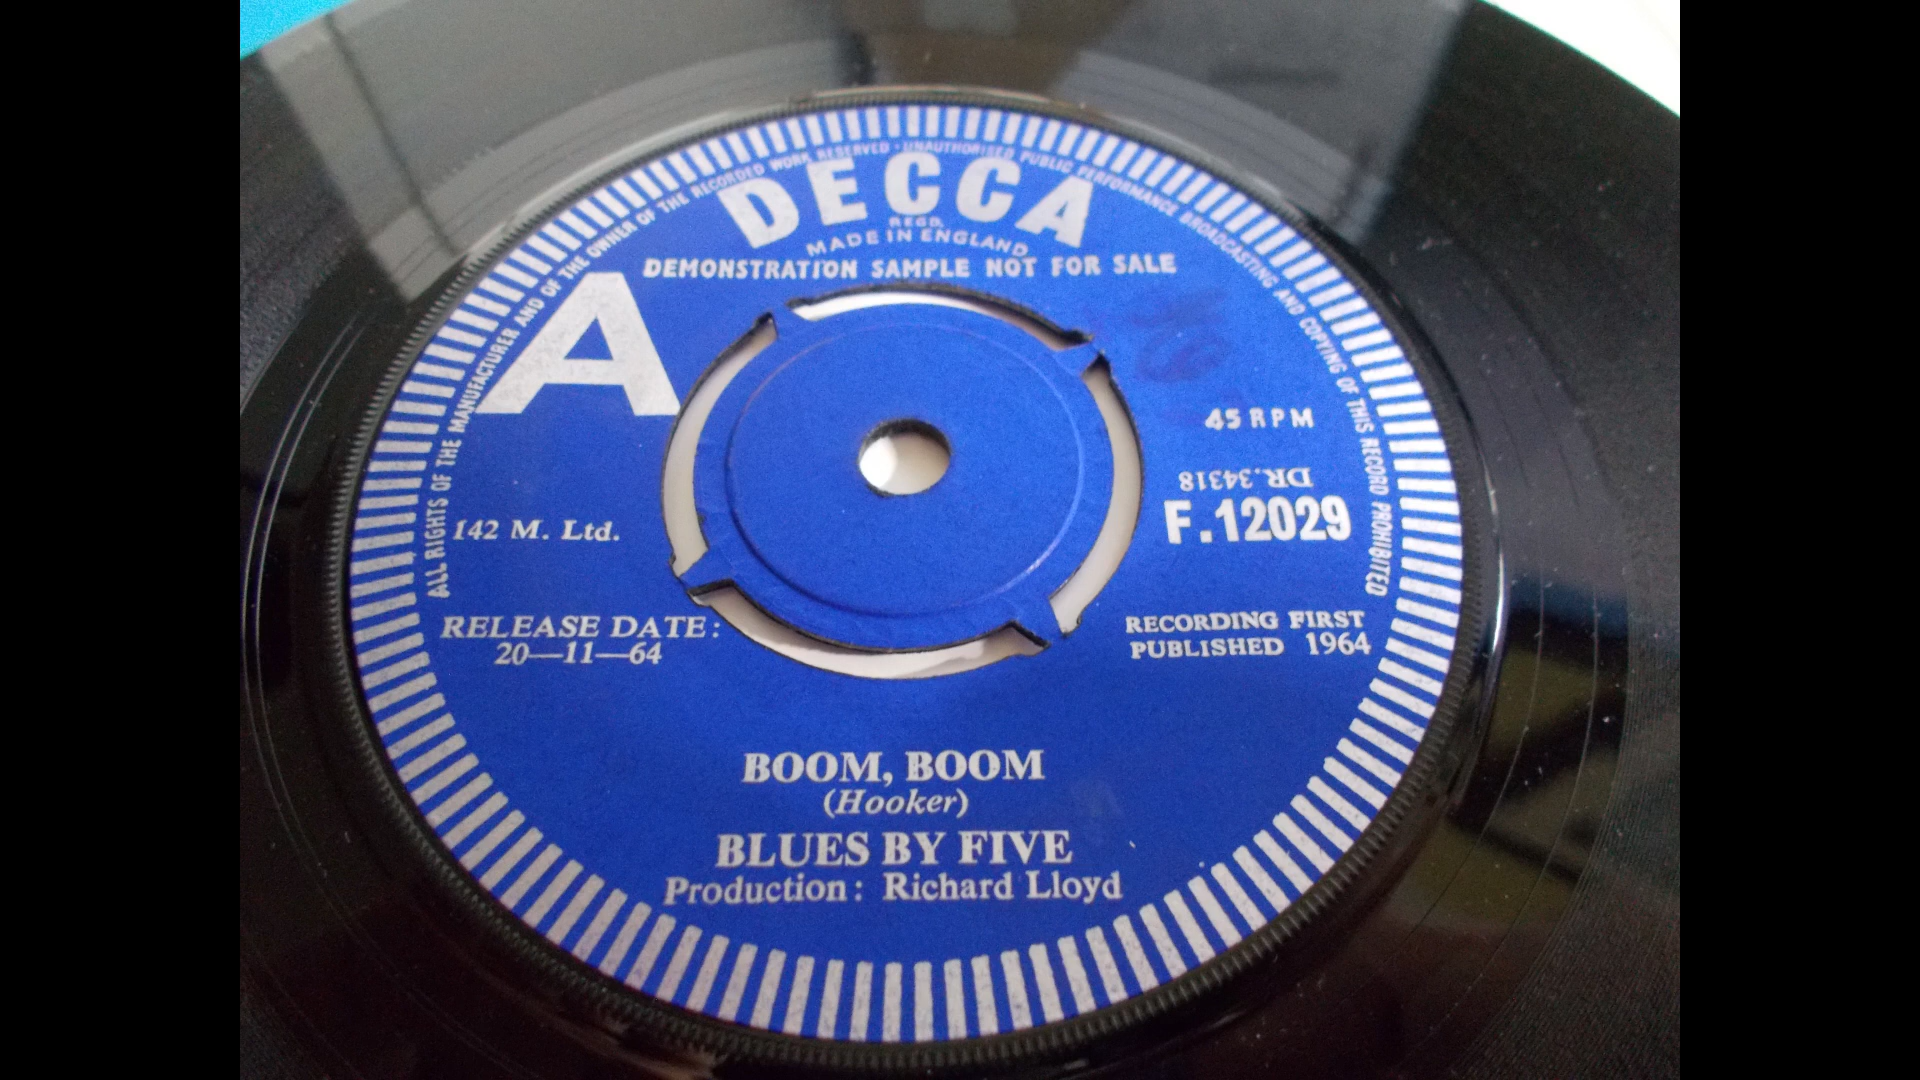 ALL RIGHTS OF THE MANUFACTURER AND OF THE OWNER OF THE RECORDED WORK RESERVED · UNAUTHORISED PUBLIC PERFORMANCE BROADCASTING AND COPYING OF THIS RECORD PROHIBITED
DECCA
REGD.
MADE IN ENGLAND
DEMONSTRATION SAMPLE NOT FOR SALE
A
45 RPM
DR.34318
F.12029
142 M. Ltd.
RELEASE DATE:
20—11—64
RECORDING FIRST
PUBLISHED 1964
BOOM, BOOM
(Hooker)
BLUES BY FIVE
Production: Richard Lloyd